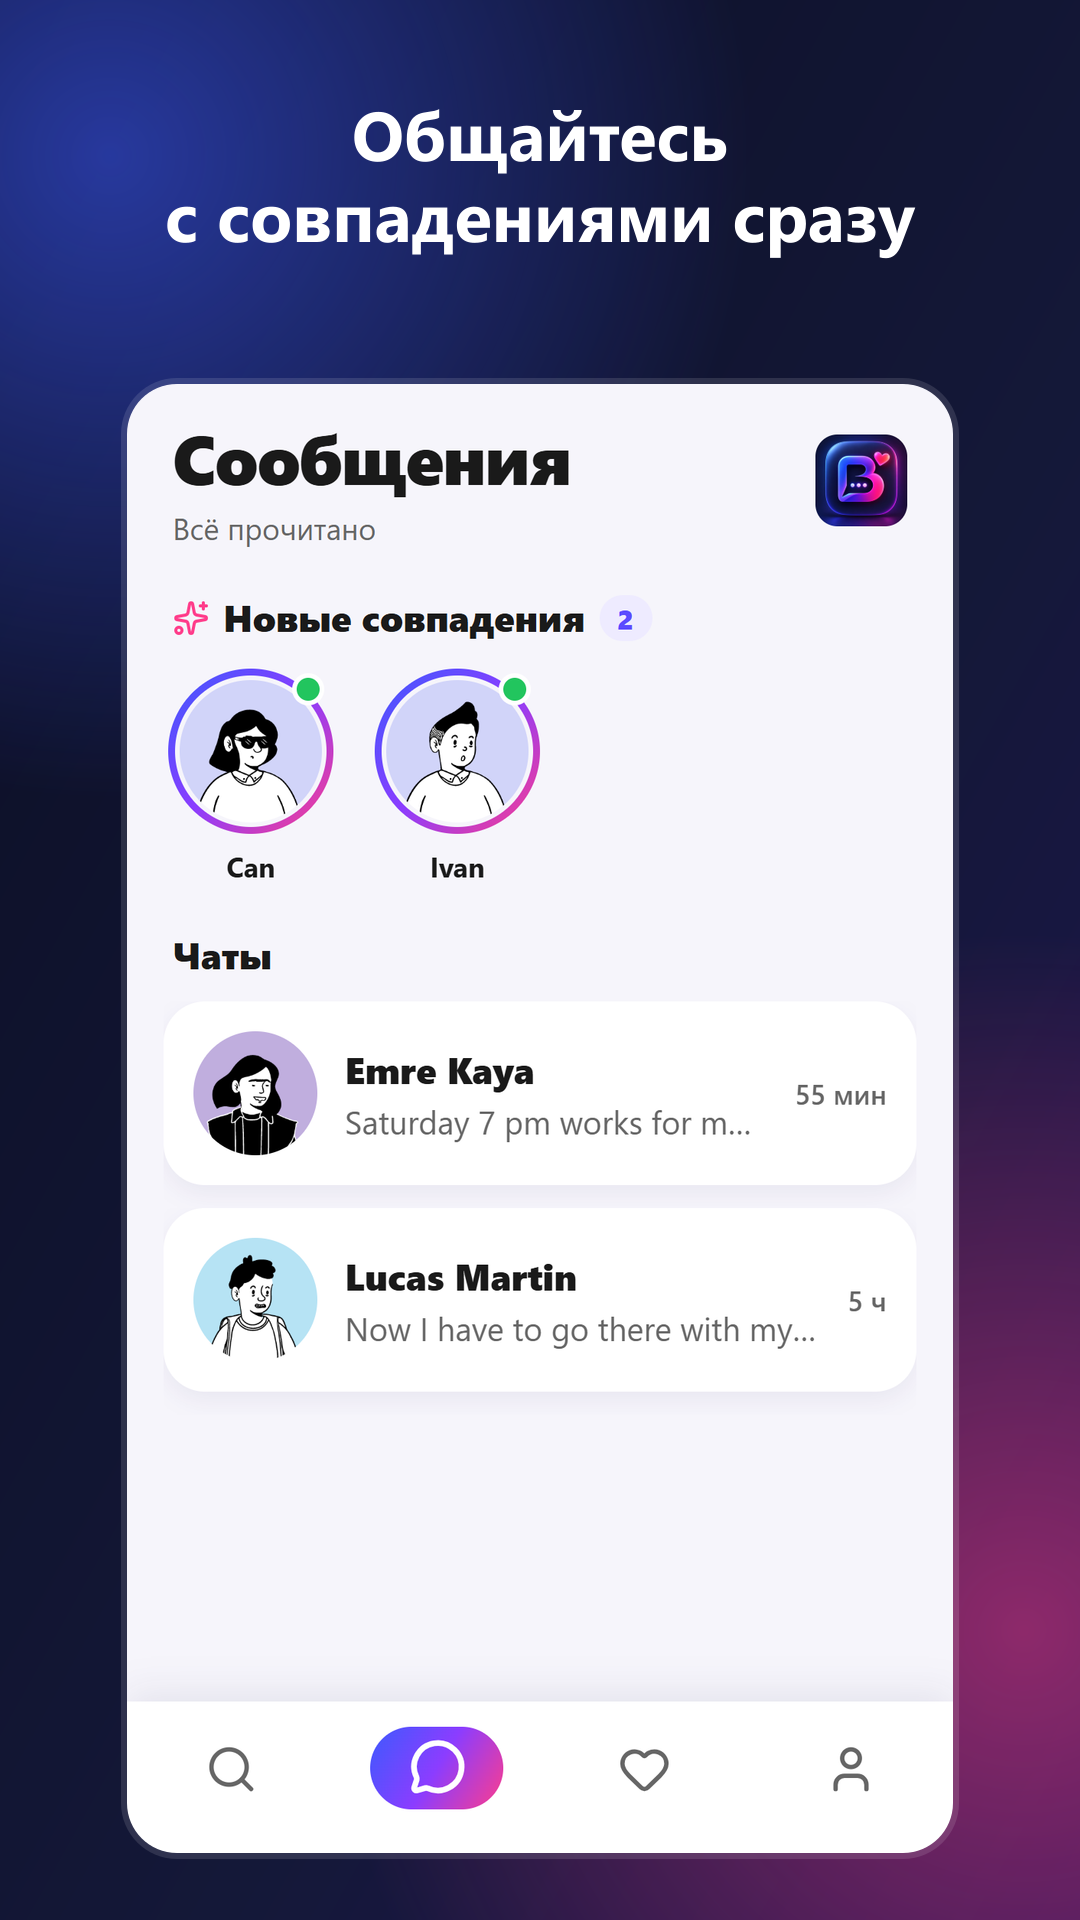 Общайтесь
с совпадениями сразу
Сообщения
Всё прочитано
Новые совпадения 2
Can
Ivan
Чаты
Emre Kaya
55 мин
Saturday 7 pm works for m...
Lucas Martin
5 ч
Now I have to go there with my...